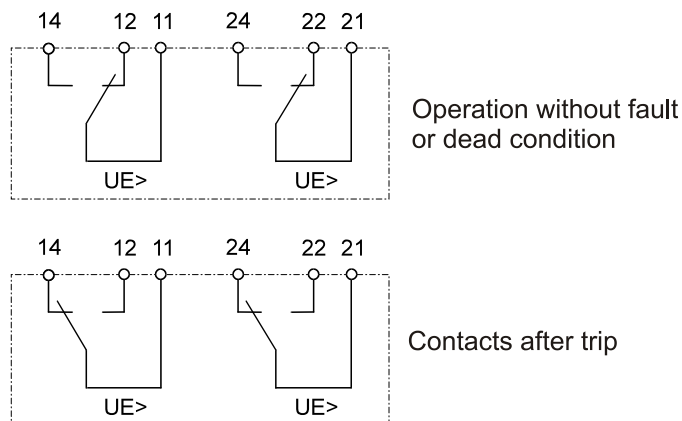 14 12 11 24 22 21
Operation without fault
or dead condition
UE> UE>
14 12 11 24 22 21
Contacts after trip
UE> UE>